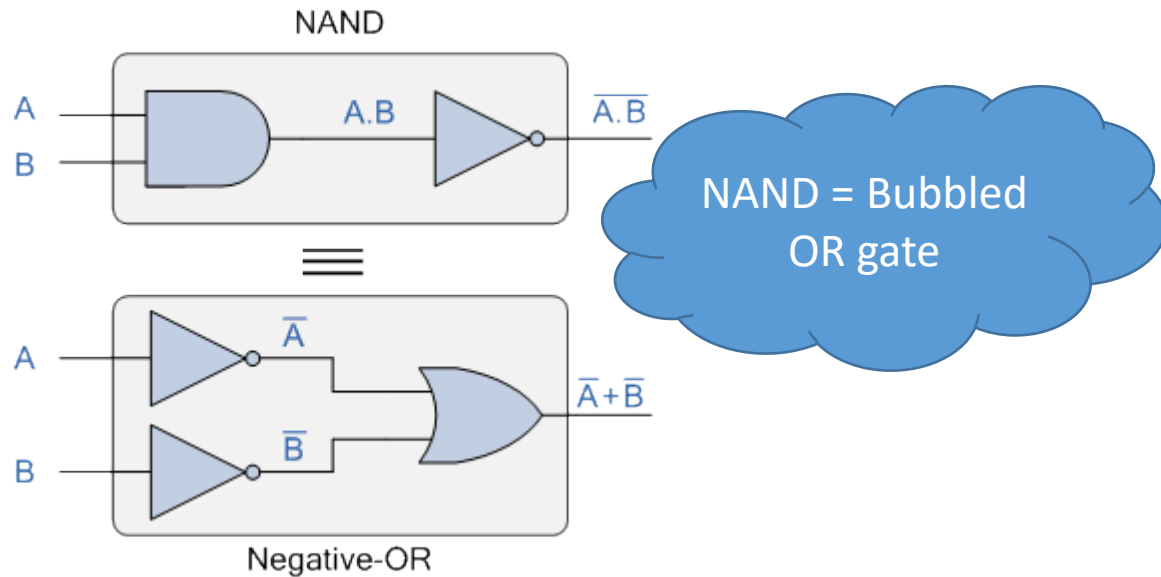 NAND
A
A.B
A̅.̅B̅
B
NAND = Bubbled
OR gate
A̅
A
A̅+B̅
B̅
B
Negative-OR